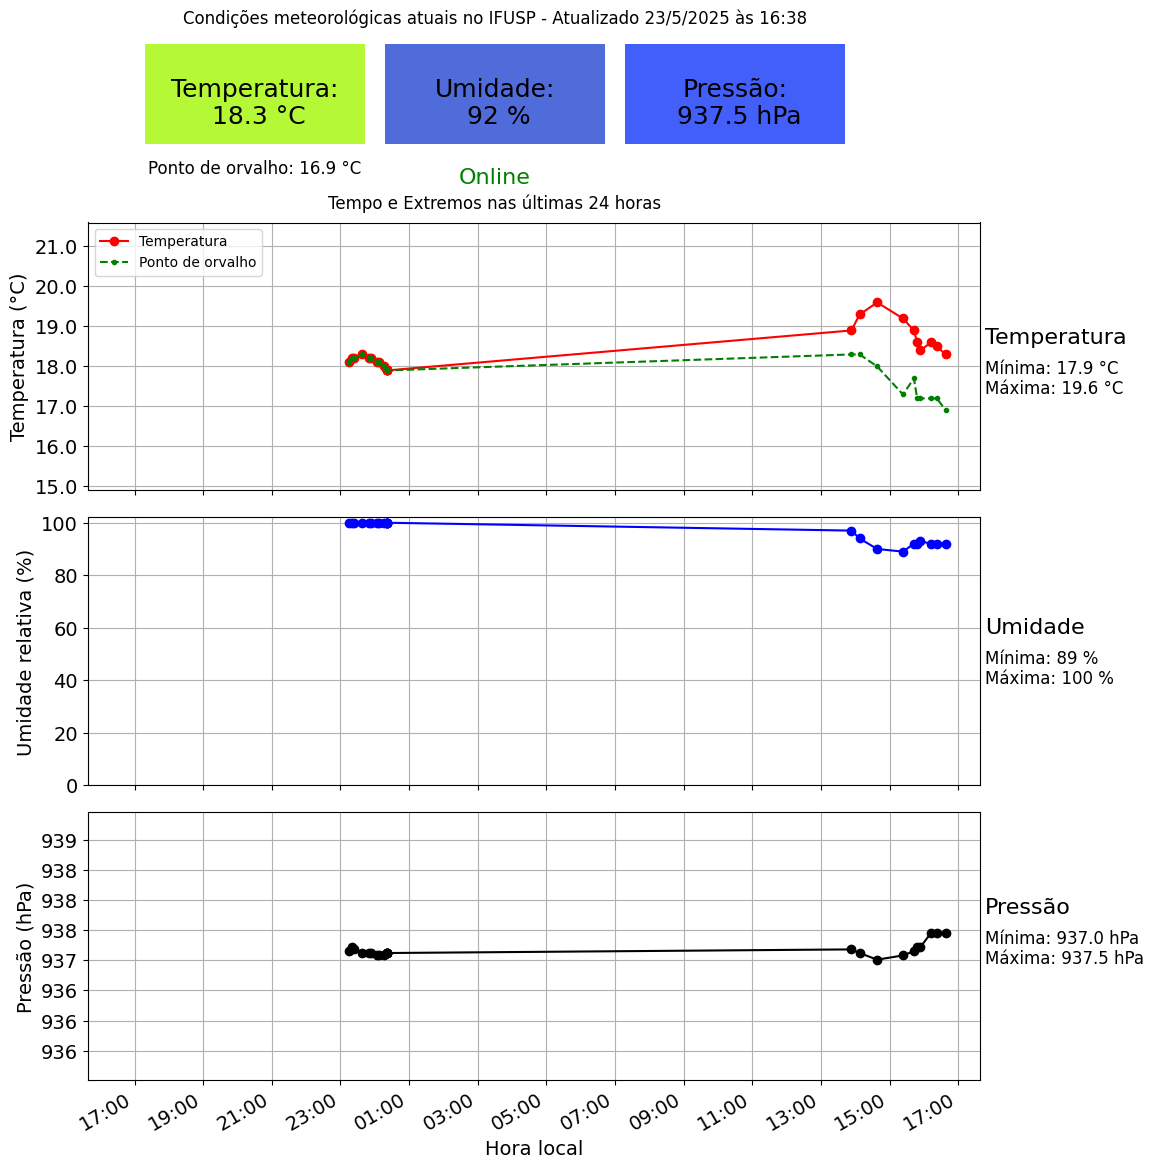 Condições meteorológicas atuais no IFUSP - Atualizado 23/5/2025 às 16:38
Temperatura:
18.3 °C
Umidade:
92 %
Pressão:
937.5 hPa
Ponto de orvalho: 16.9 °C
Online
Tempo e Extremos nas últimas 24 horas
Temperatura (°C)
21.0
20.0
19.0
18.0
17.0
16.0
15.0
Temperatura
Ponto de orvalho
Temperatura
Mínima: 17.9 °C
Máxima: 19.6 °C
Umidade relativa (%)
100
80
60
40
20
0
Umidade
Mínima: 89 %
Máxima: 100 %
Pressão (hPa)
939
938
938
938
937
936
936
936
Pressão
Mínima: 937.0 hPa
Máxima: 937.5 hPa
17:00
19:00
21:00
23:00
01:00
05:00
03:00
07:00
09:00
11:00
13:00
15:00
17:00
Hora local